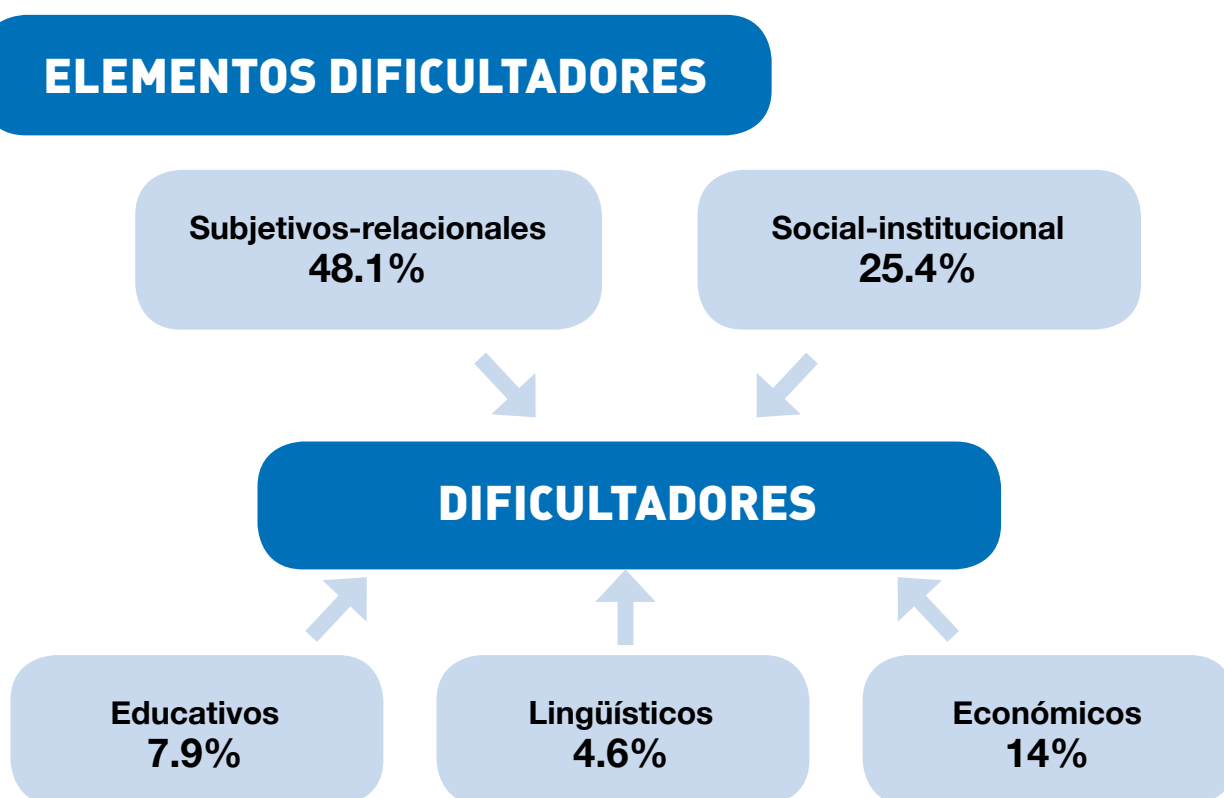 ELEMENTOS DIFICULTADORES
Subjetivos-relacionales
48.1%
Social-institucional
25.4%
DIFICULTADORES
Educativos
7.9%
Lingüísticos
4.6%
Económicos
14%